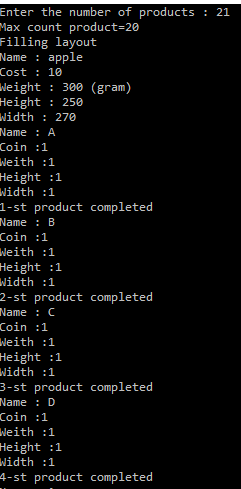 Enter the number of products : 21
Max count product=20
Filling layout
Name : apple
Cost : 10
Weight : 300 (gram)
Height : 250
Width : 270
Name : A
Coin :1
Weith :1
Height :1
Width :1
1-st product completed
Name : B
Coin :1
Weith :1
Height :1
Width :1
2-st product completed
Name : C
Coin :1
Weith :1
Height :1
Width :1
3-st product completed
Name : D
Coin :1
Weith :1
Height :1
Width :1
4-st product completed